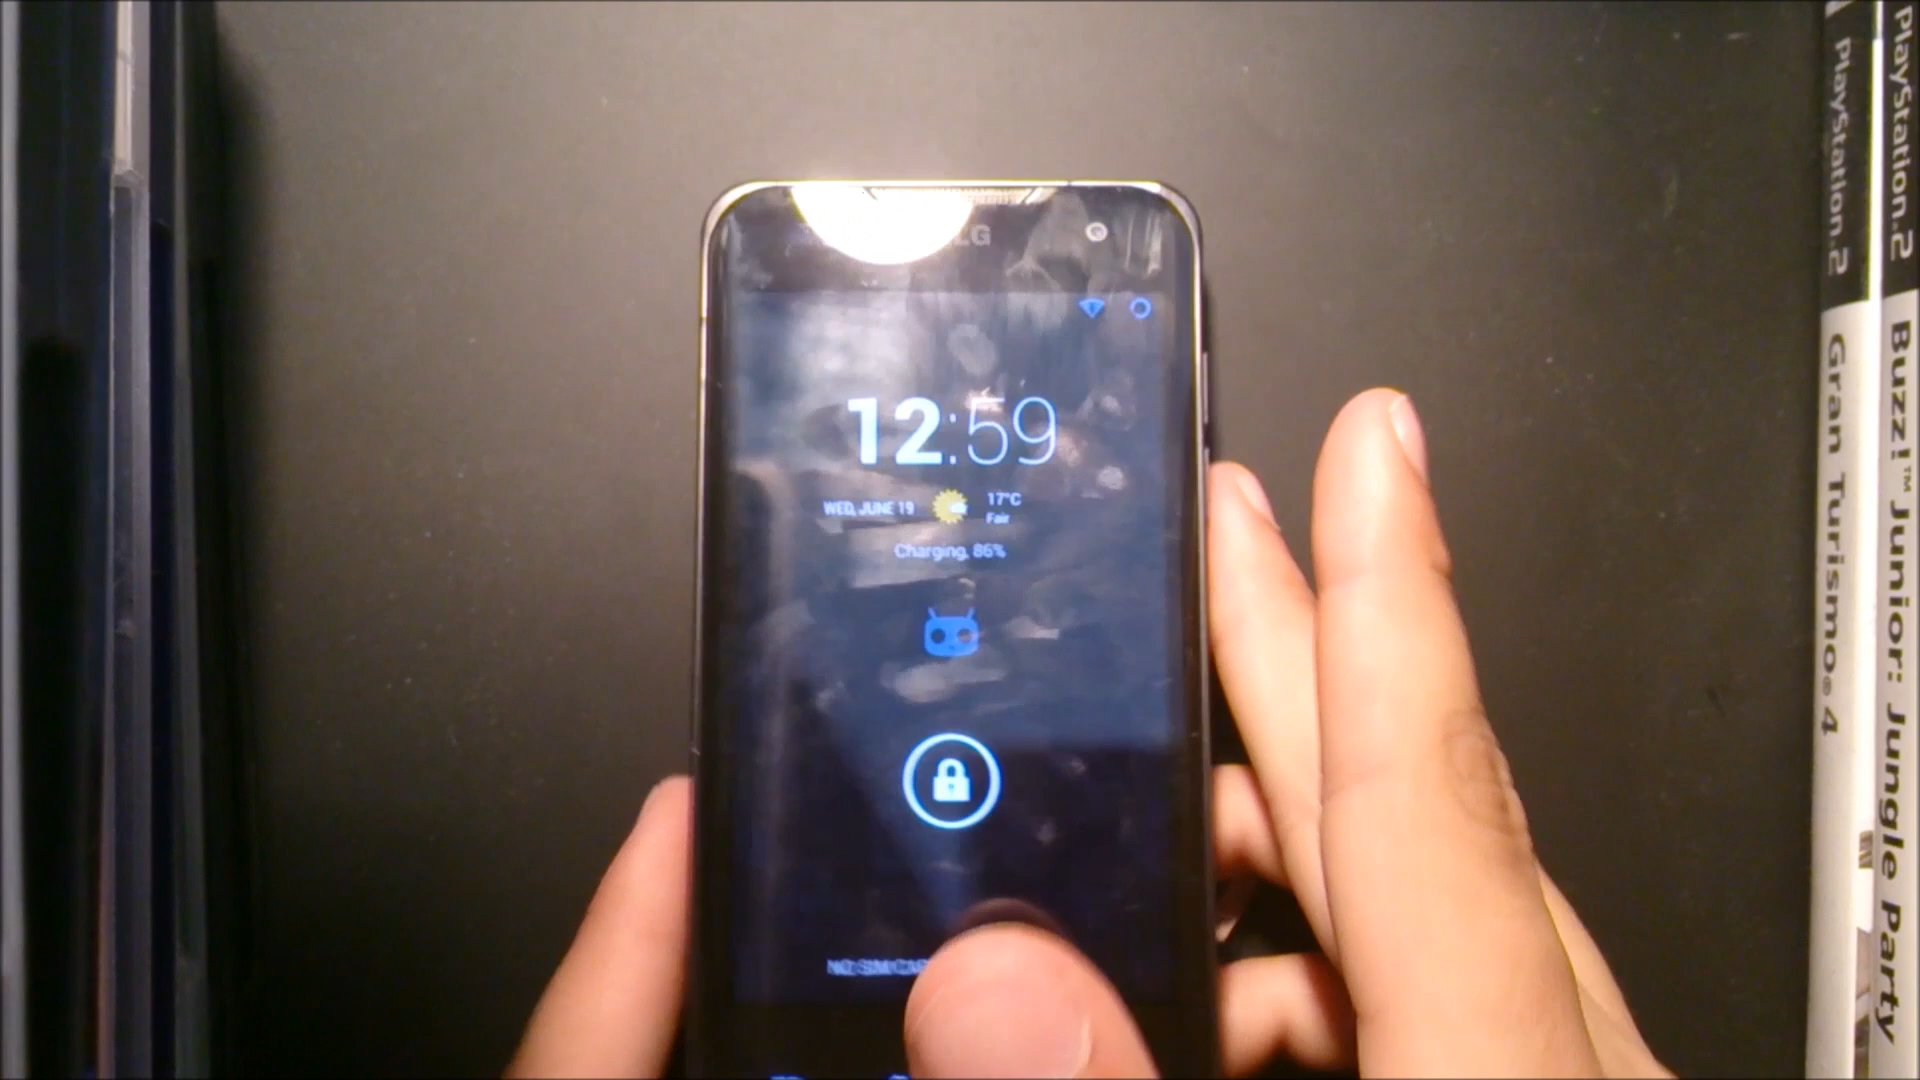 LG
12:59
WED, JUNE 19
17°C
Fair
Charging, 86%
PlayStation.2
Gran Turismo® 4
PlayStation.2
Buzz!™ Junior: Jungle Party